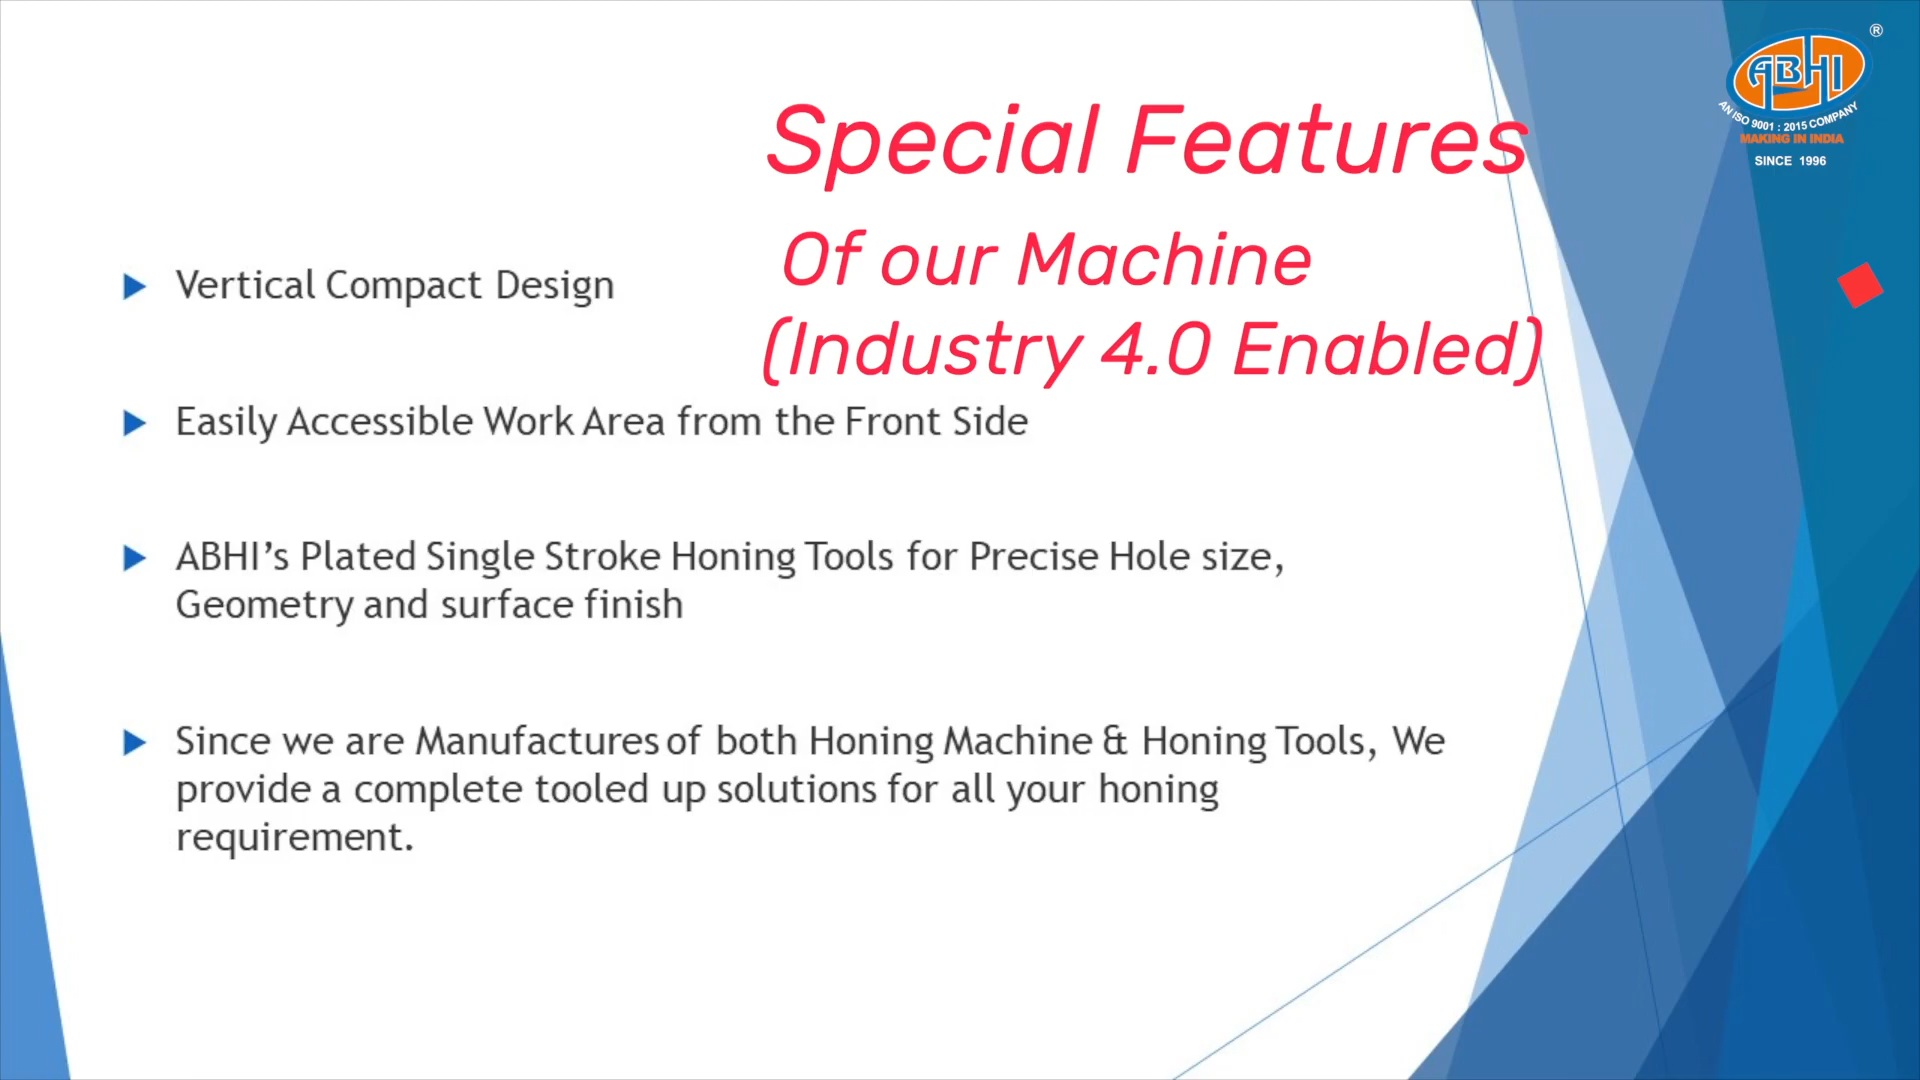 Special Features
Of our Machine
(Industry 4.0 Enabled)
Vertical Compact Design
Easily Accessible Work Area from the Front Side
ABHI’s Plated Single Stroke Honing Tools for Precise Hole size,
Geometry and surface finish
Since we are Manufactures of both Honing Machine & Honing Tools, We
provide a complete tooled up solutions for all your honing
requirement.
ABHI ®
AN ISO 9001 : 2015 COMPANY
MAKING IN INDIA
SINCE 1996